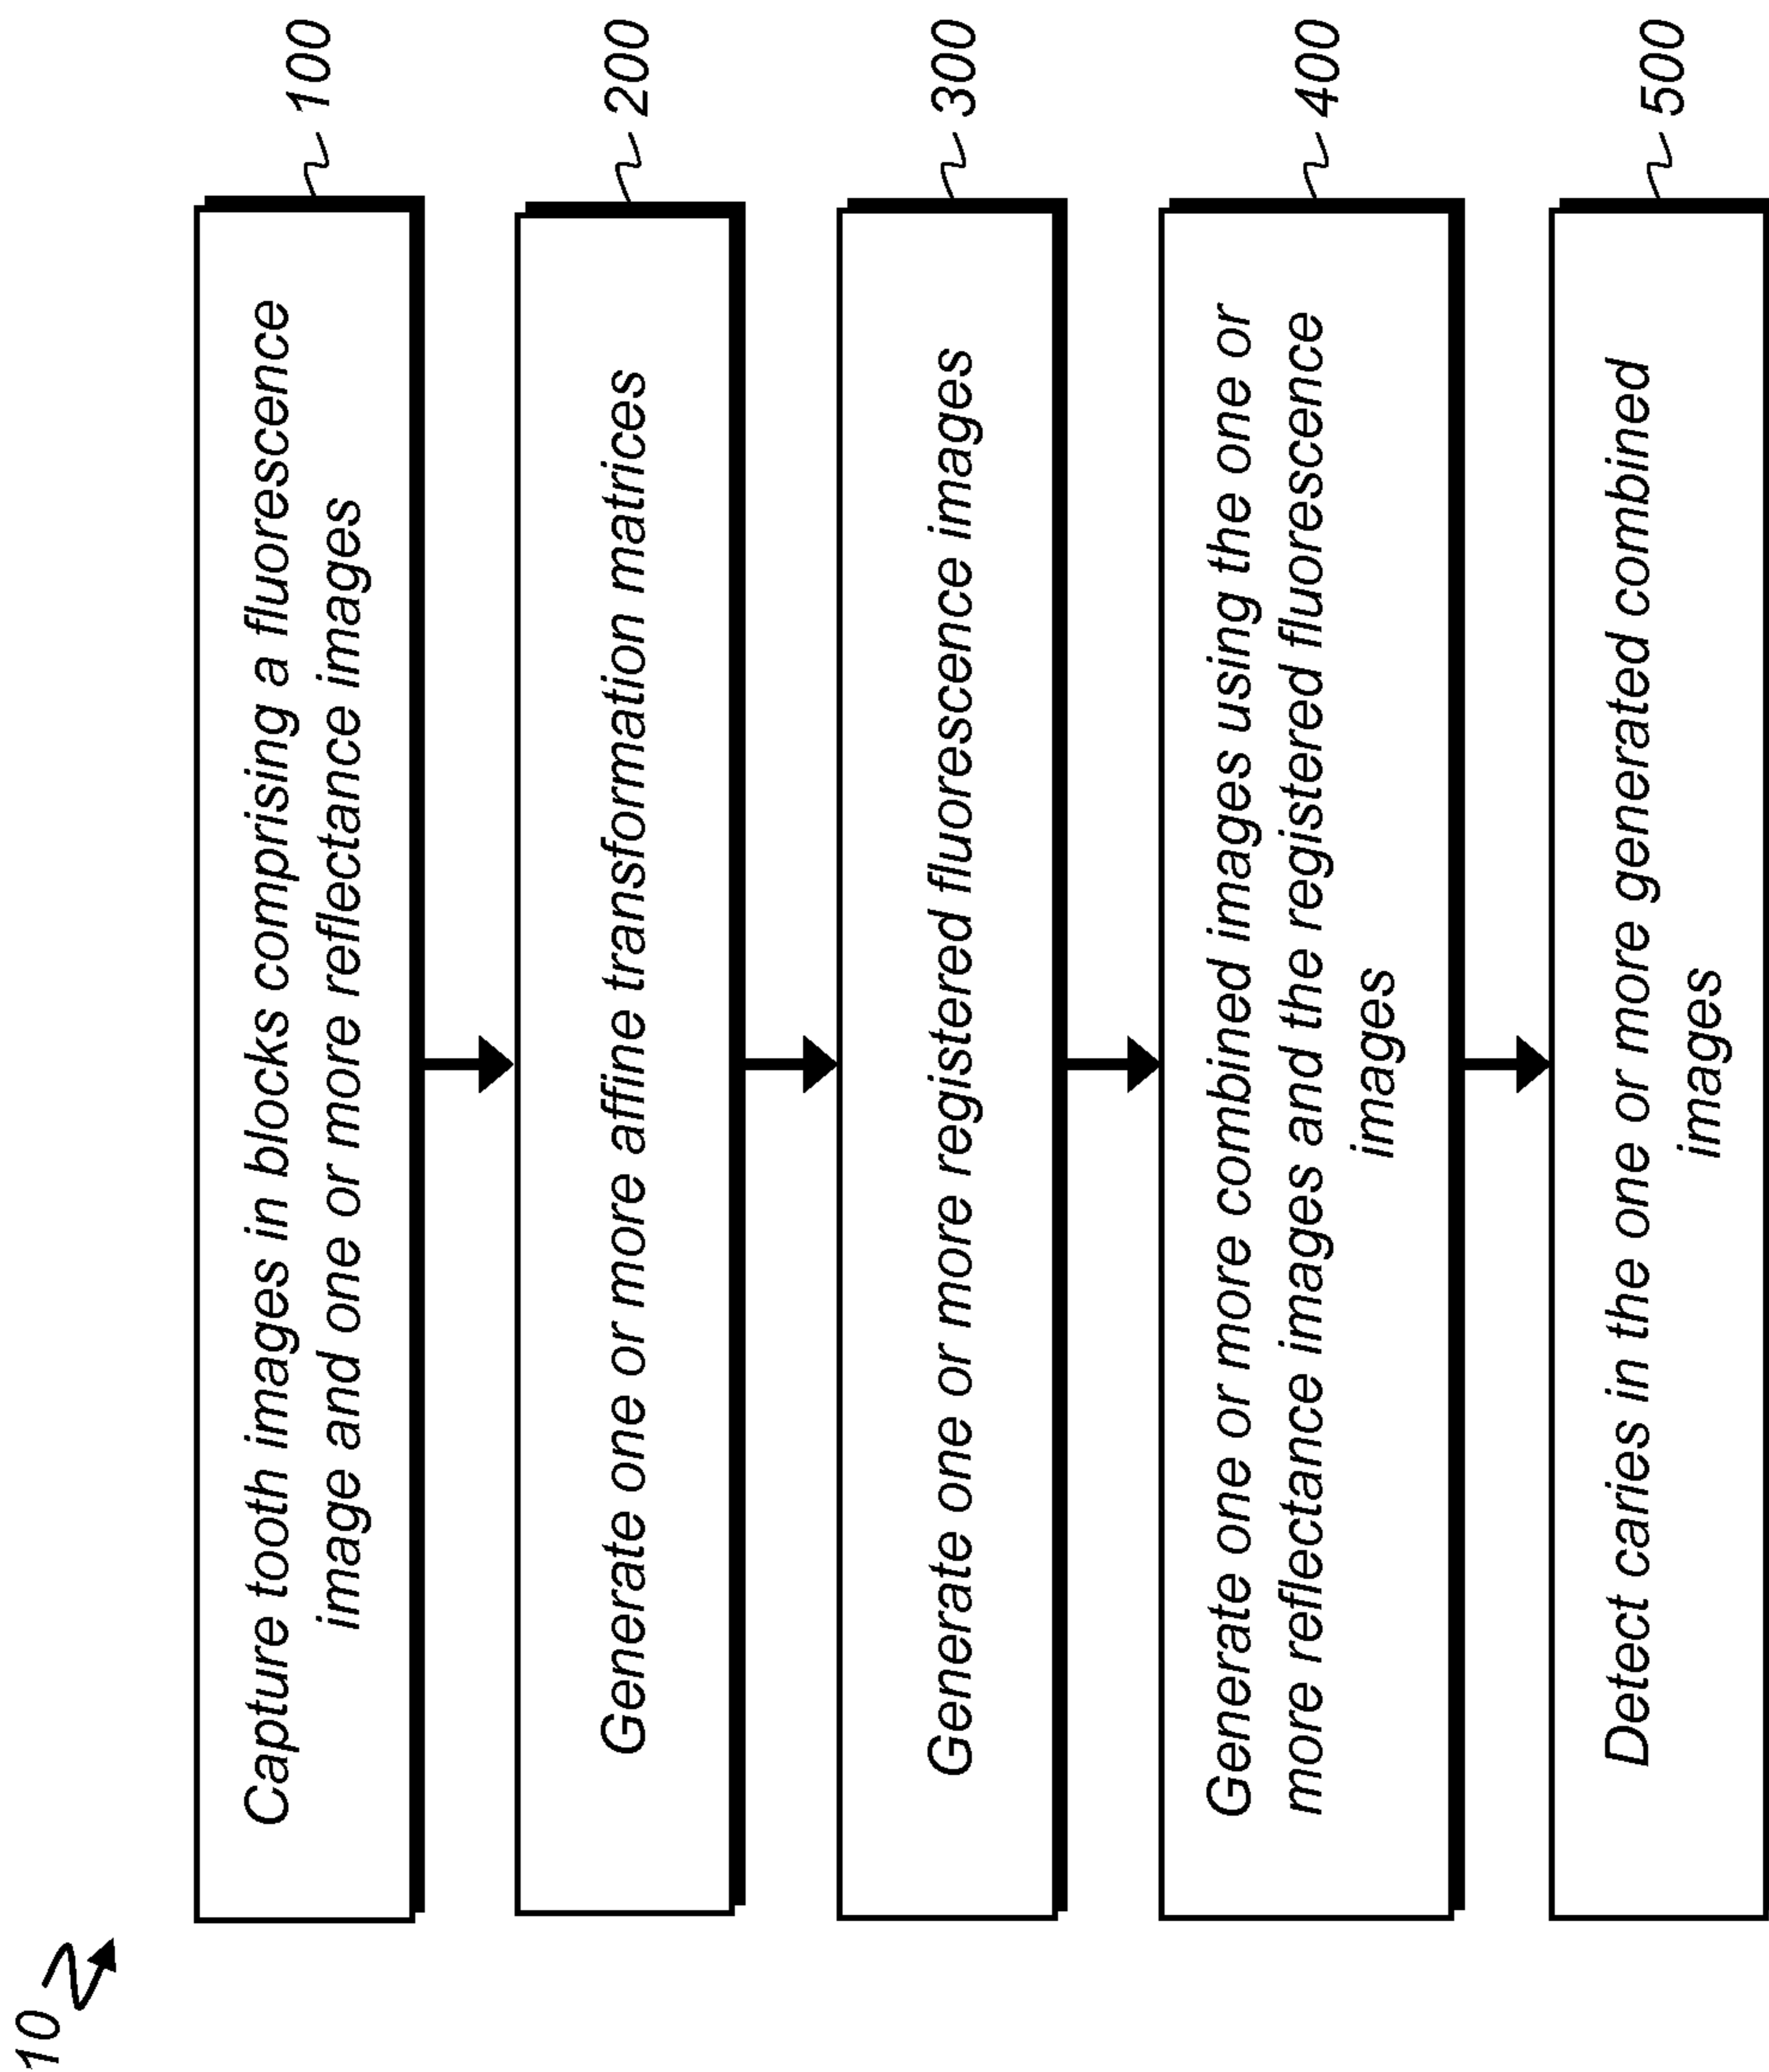 10
Capture tooth images in blocks comprising a fluorescence
image and one or more reflectance images
100
Generate one or more affine transformation matrices
200
Generate one or more registered fluorescence images
300
Generate one or more combined images using the one or
more reflectance images and the registered fluorescence
images
400
Detect caries in the one or more generated combined
images
500